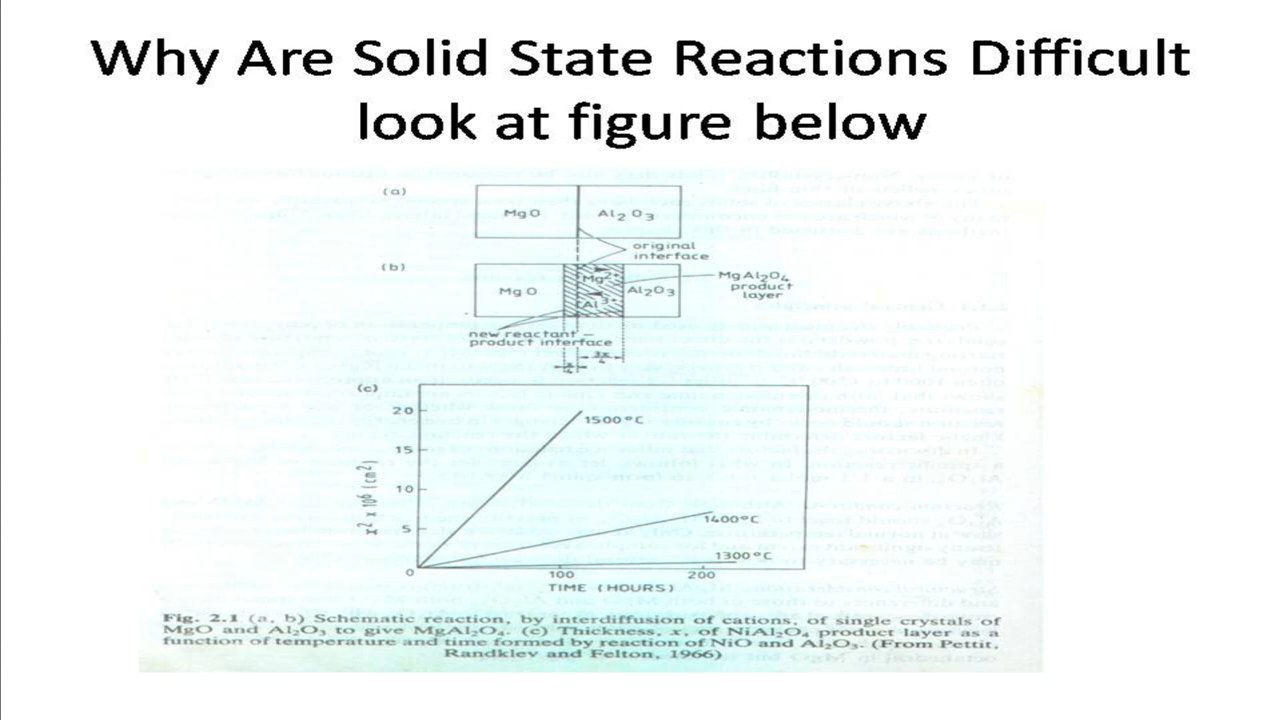 Why Are Solid State Reactions Difficult
look at figure below
(a)
MgO
Al₂O₃
original
interface
(b)
MgO
Mg²⁺
Al³⁺
Al₂O₃
MgAl₂O₄
product
layer
new reactant –
product interface
x/4
3x/4
(c)
x² x 10⁶ (cm²)
20
15
10
5
0
100
200
1500°C
1400°C
1300°C
TIME (HOURS)
Fig. 2.1 (a, b) Schematic reaction, by interdiffusion of cations, of single crystals of
MgO and Al₂O₃ to give MgAl₂O₄. (c) Thickness, x, of NiAl₂O₄ product layer as a
function of temperature and time formed by reaction of NiO and Al₂O₃. (From Pettit,
Randklev and Felton, 1966)